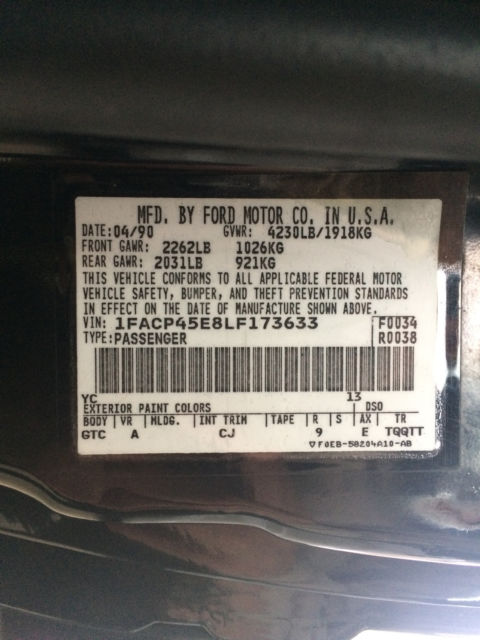 MFD. BY FORD MOTOR CO. IN U.S.A.
DATE: 04/90 GVWR: 4230LB/1918KG
FRONT GAWR: 2262LB 1026KG
REAR GAWR: 2031LB 921KG
THIS VEHICLE CONFORMS TO ALL APPLICABLE FEDERAL MOTOR
VEHICLE SAFETY, BUMPER, AND THEFT PREVENTION STANDARDS
IN EFFECT ON THE DATE OF MANUFACTURE SHOWN ABOVE.
VIN: 1FACP45E8LF173633 F0034
TYPE: PASSENGER R0038
YC 13
EXTERIOR PAINT COLORS DSO
BODY VR MLDG. INT TRIM TAPE R S AX TR
GTC A CJ 9 E TQQTT
▽F0EB-58204A10-AB